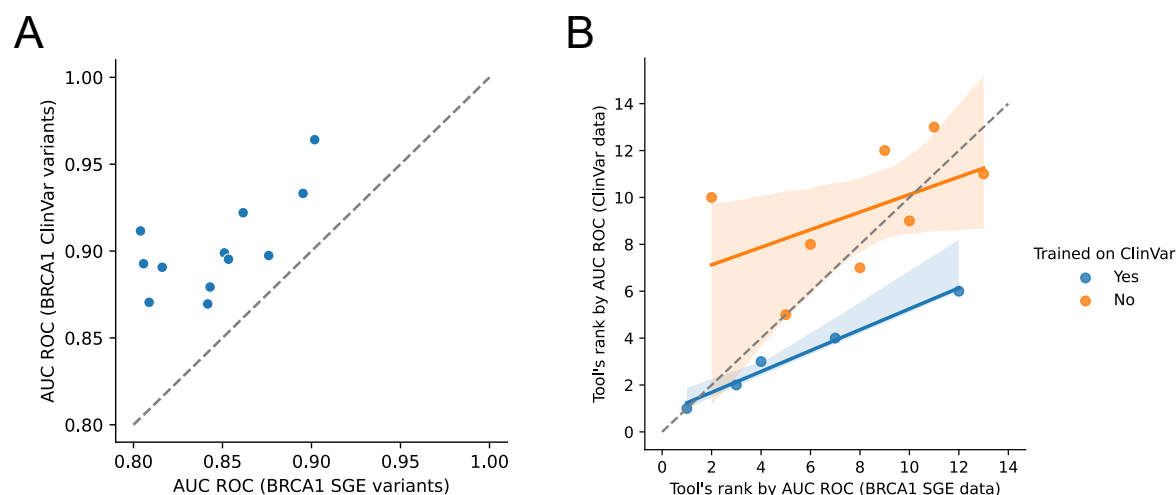 A
AUC ROC (BRCA1 ClinVar variants)
1.00
0.95
0.90
0.85
0.80
0.80 0.85 0.90 0.95 1.00
AUC ROC (BRCA1 SGE variants)
B
Tool's rank by AUC ROC (ClinVar data)
14
12
10
8
6
4
2
0
0 2 4 6 8 10 12 14
Tool's rank by AUC ROC (BRCA1 SGE data)
Trained on ClinVar
Yes
No